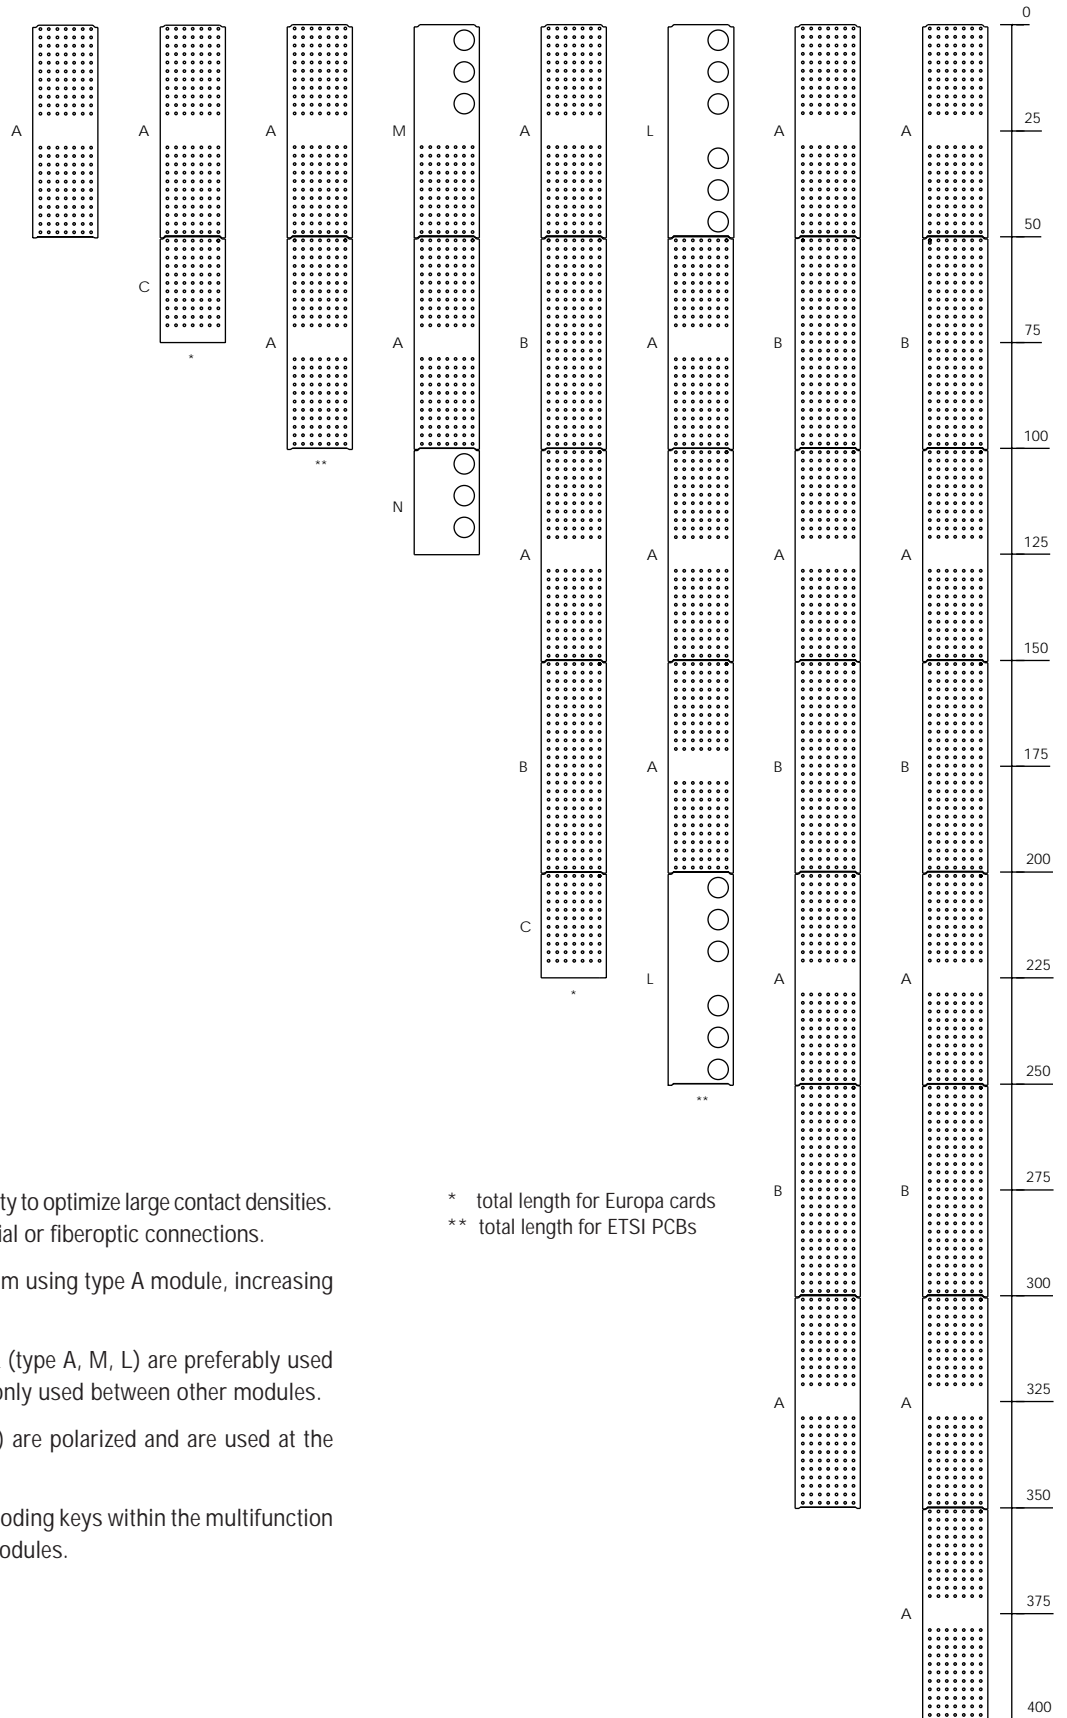 0
A A A M A L A A 25
50
C
A A B A B B 75
*
100
**
N
A A A A 125
150
B A B B 175
200
C
L A A 225
*
250
**
B B 275
300
A A 325
350
A 375
400
ty to optimize large contact densities.
ial or fiberoptic connections.
m using type A module, increasing
(type A, M, L) are preferably used
only used between other modules.
) are polarized and are used at the
oding keys within the multifunction
odules.
* total length for Europa cards
** total length for ETSI PCBs